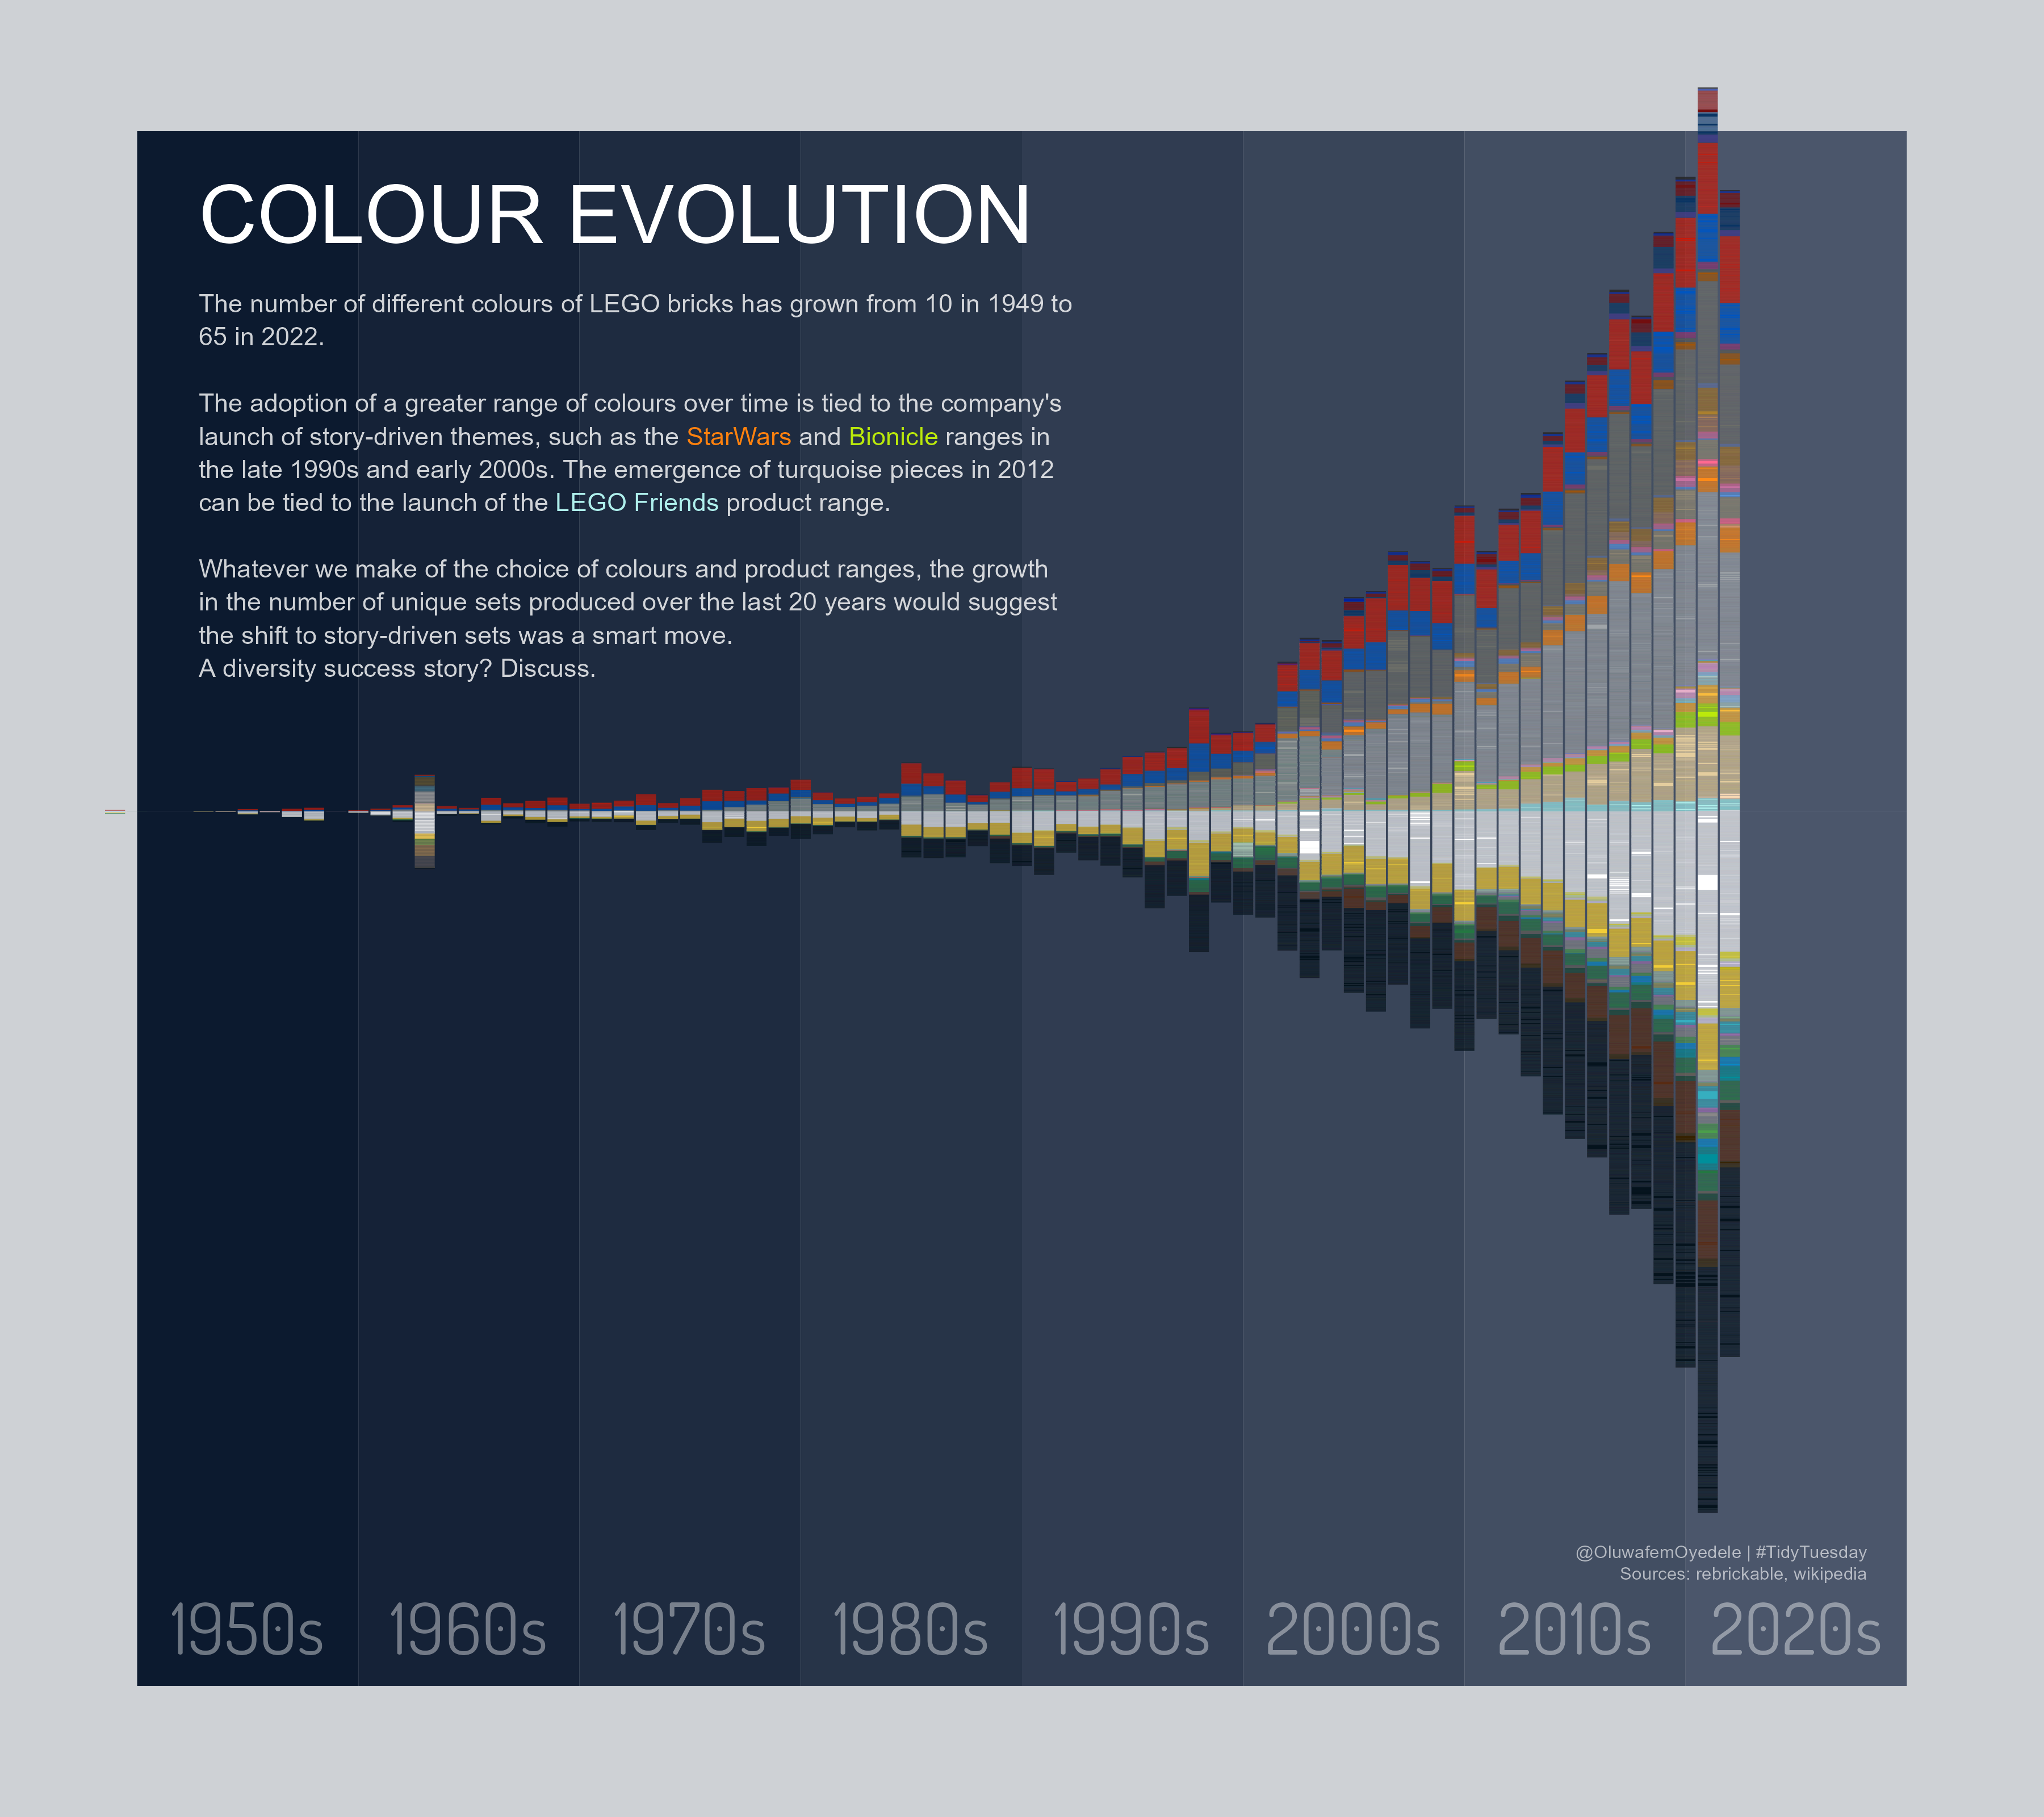 COLOUR EVOLUTION
The number of different colours of LEGO bricks has grown from 10 in 1949 to
65 in 2022.
The adoption of a greater range of colours over time is tied to the company's
launch of story-driven themes, such as the StarWars and Bionicle ranges in
the late 1990s and early 2000s. The emergence of turquoise pieces in 2012
can be tied to the launch of the LEGO Friends product range.
Whatever we make of the choice of colours and product ranges, the growth
in the number of unique sets produced over the last 20 years would suggest
the shift to story-driven sets was a smart move.
A diversity success story? Discuss.
@OluwafemOyedele | #TidyTuesday
Sources: rebrickable, wikipedia
1950s 1960s 1970s 1980s 1990s 2000s 2010s 2020s